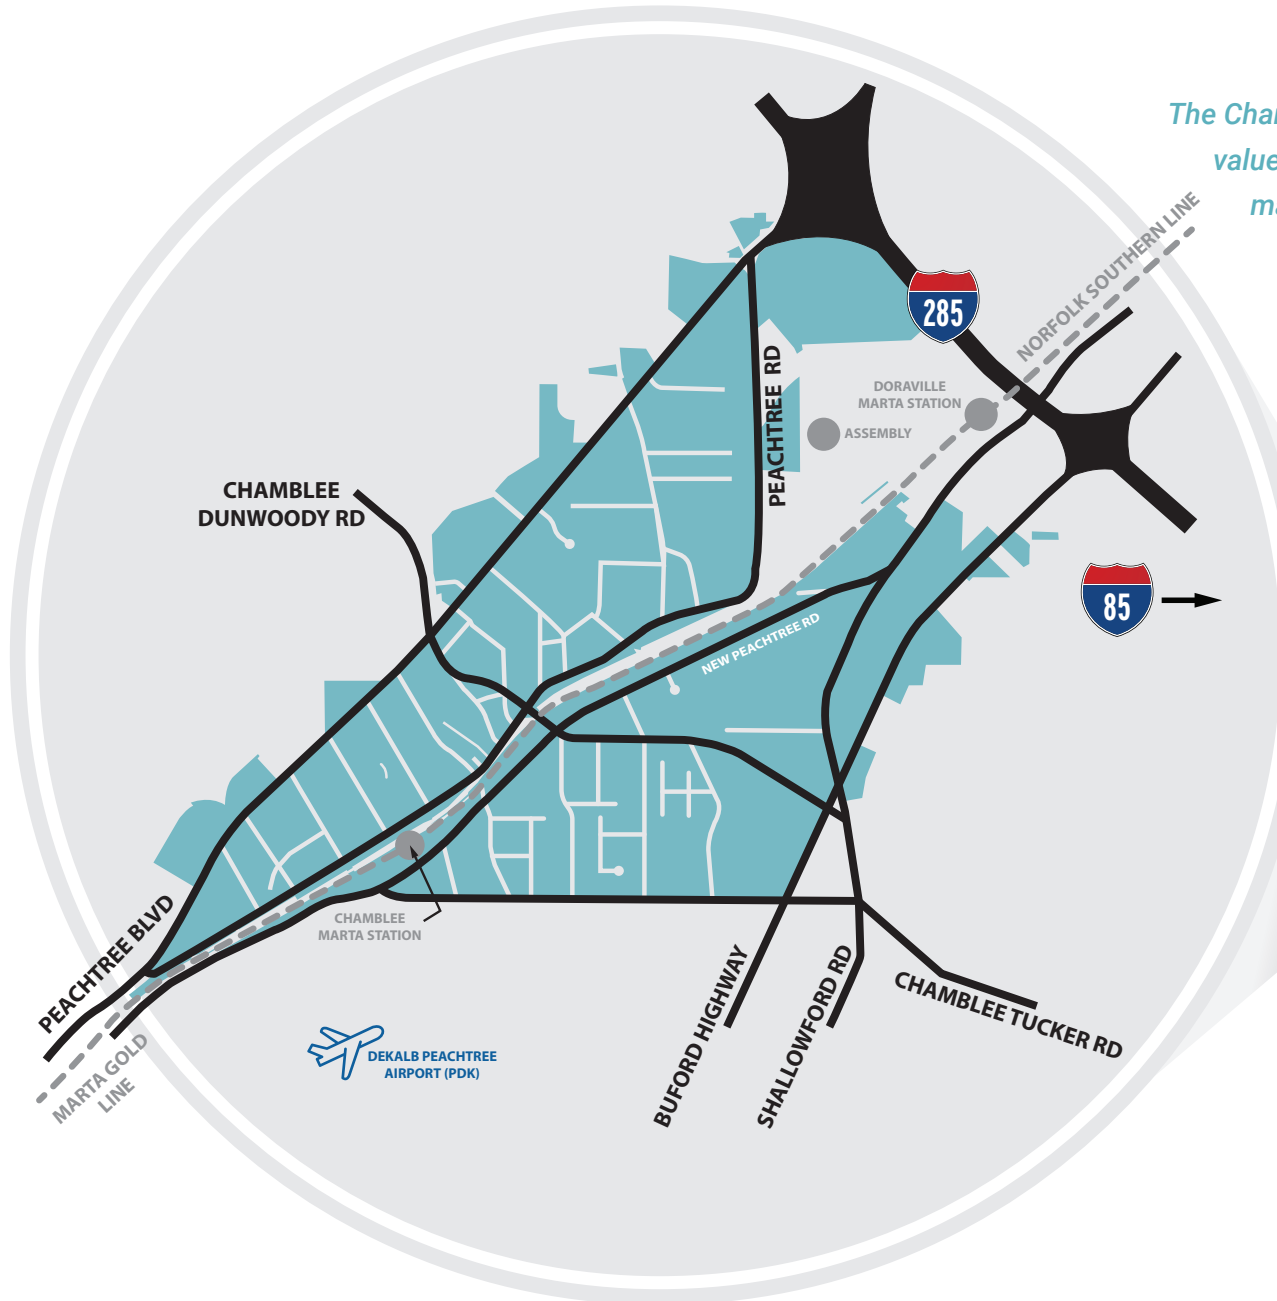 The Cha
value
ma
NORFOLK SOUTHERN LINE
285
DORAVILLE
MARTA STATION
ASSEMBLY
PEACHTREE RD
CHAMBLEE
DUNWOODY RD
85
NEW PEACHTREE RD
CHAMBLEE
MARTA STATION
PEACHTREE BLVD
MARTA GOLD
LINE
DEKALB PEACHTREE
AIRPORT (PDK)
BUFORD HIGHWAY
SHALLOWFORD RD
CHAMBLEE TUCKER RD